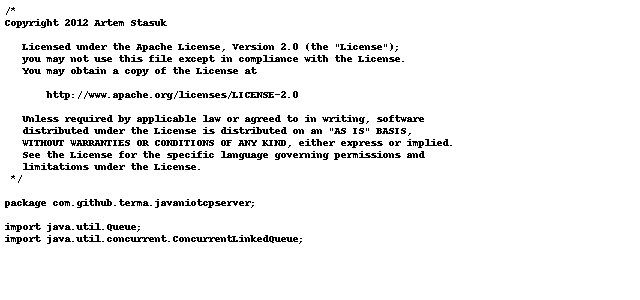 /*
Copyright 2012 Artem Stasuk

   Licensed under the Apache License, Version 2.0 (the "License");
   you may not use this file except in compliance with the License.
   You may obtain a copy of the License at

       http://www.apache.org/licenses/LICENSE-2.0

   Unless required by applicable law or agreed to in writing, software
   distributed under the License is distributed on an "AS IS" BASIS,
   WITHOUT WARRANTIES OR CONDITIONS OF ANY KIND, either express or implied.
   See the License for the specific language governing permissions and
   limitations under the License.
 */

package com.github.terma.javaniotcpserver;

import java.util.Queue;
import java.util.concurrent.ConcurrentLinkedQueue;